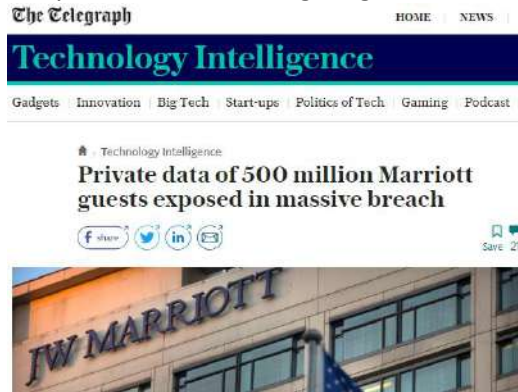 The Telegraph
HOME NEWS
Technology Intelligence
Gadgets Innovation Big Tech Start-ups Politics of Tech Gaming Podcast
Technology Intelligence
Private data of 500 million Marriott
guests exposed in massive breach
f share in
Save
JW MARRIOTT